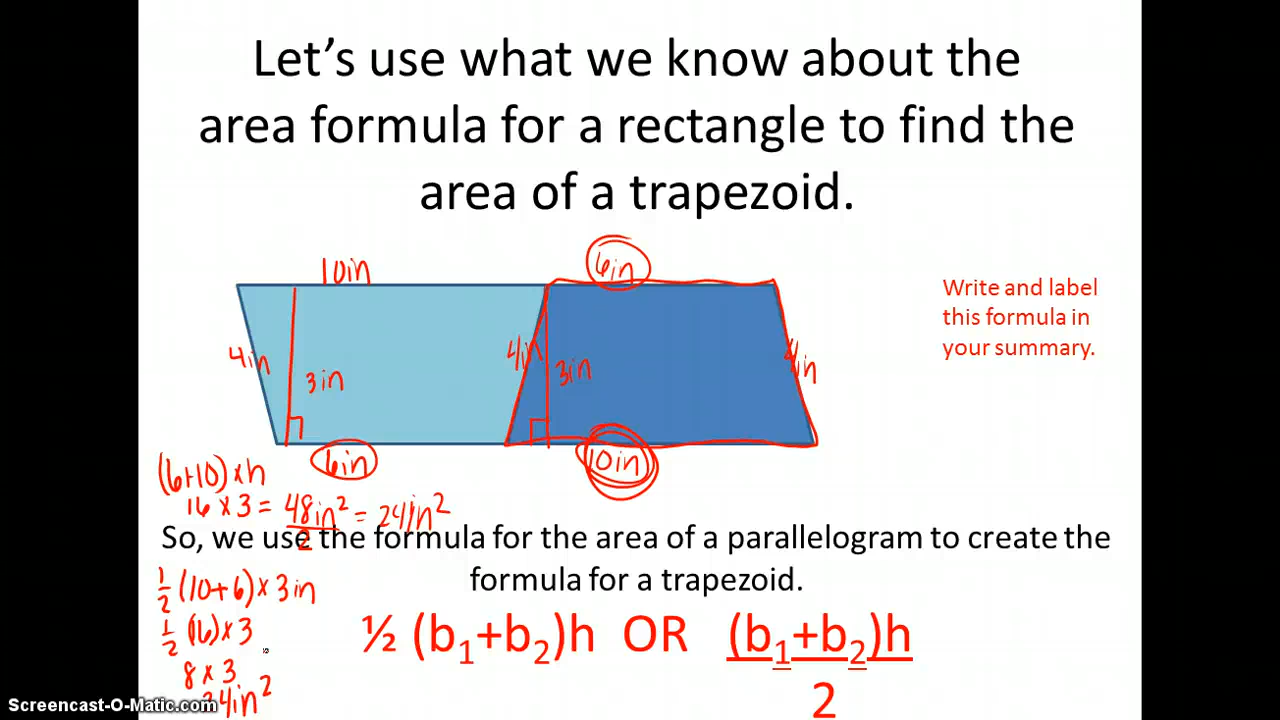 Let's use what we know about the
area formula for a rectangle to find the
area of a trapezoid.
10in
6in
4in
3in
4in
3in
4in
6in
10in
Write and label
this formula in
your summary.
(6+10)×h
16 × 3 = 48in²/2 = 24in²
So, we use the formula for the area of a parallelogram to create the
formula for a trapezoid.
½ (10+6) × 3in
½ (16) × 3
8 × 3
24in²
½ (b₁+b₂)h OR (b₁+b₂)h
2
Screencast-O-Matic.com